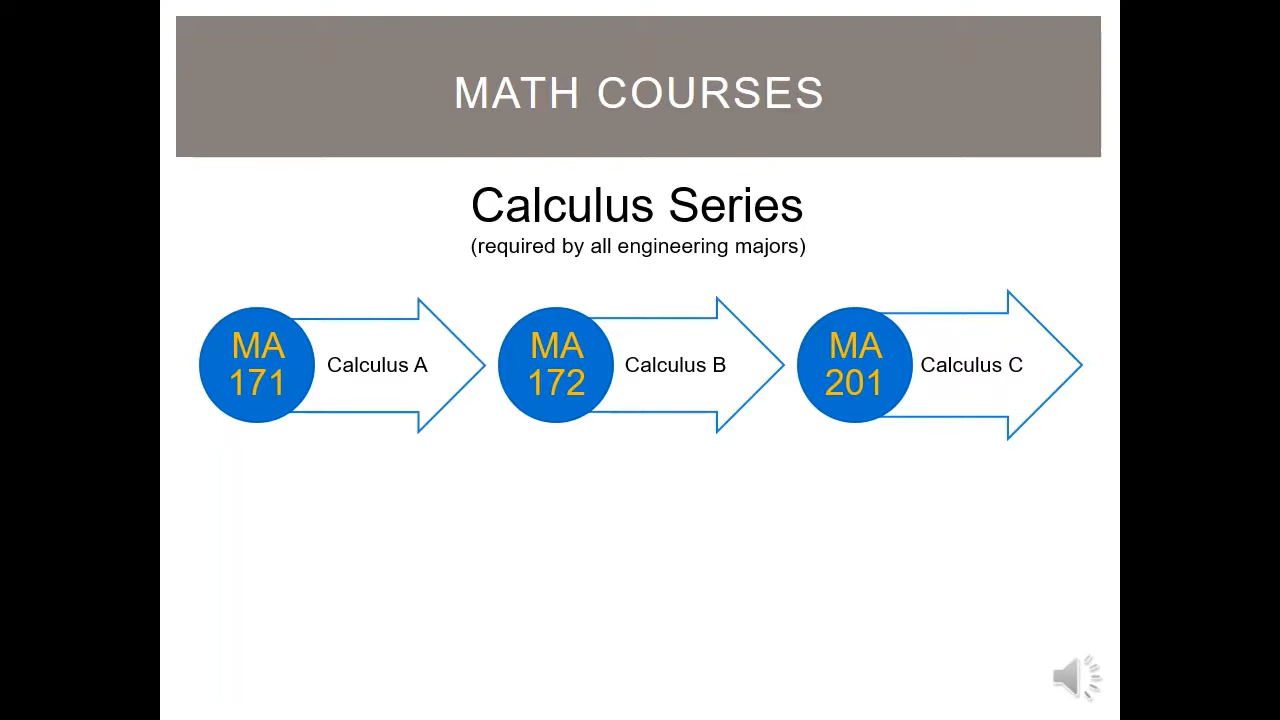 MATH COURSES
Calculus Series
(required by all engineering majors)
MA
171
Calculus A
MA
172
Calculus B
MA
201
Calculus C